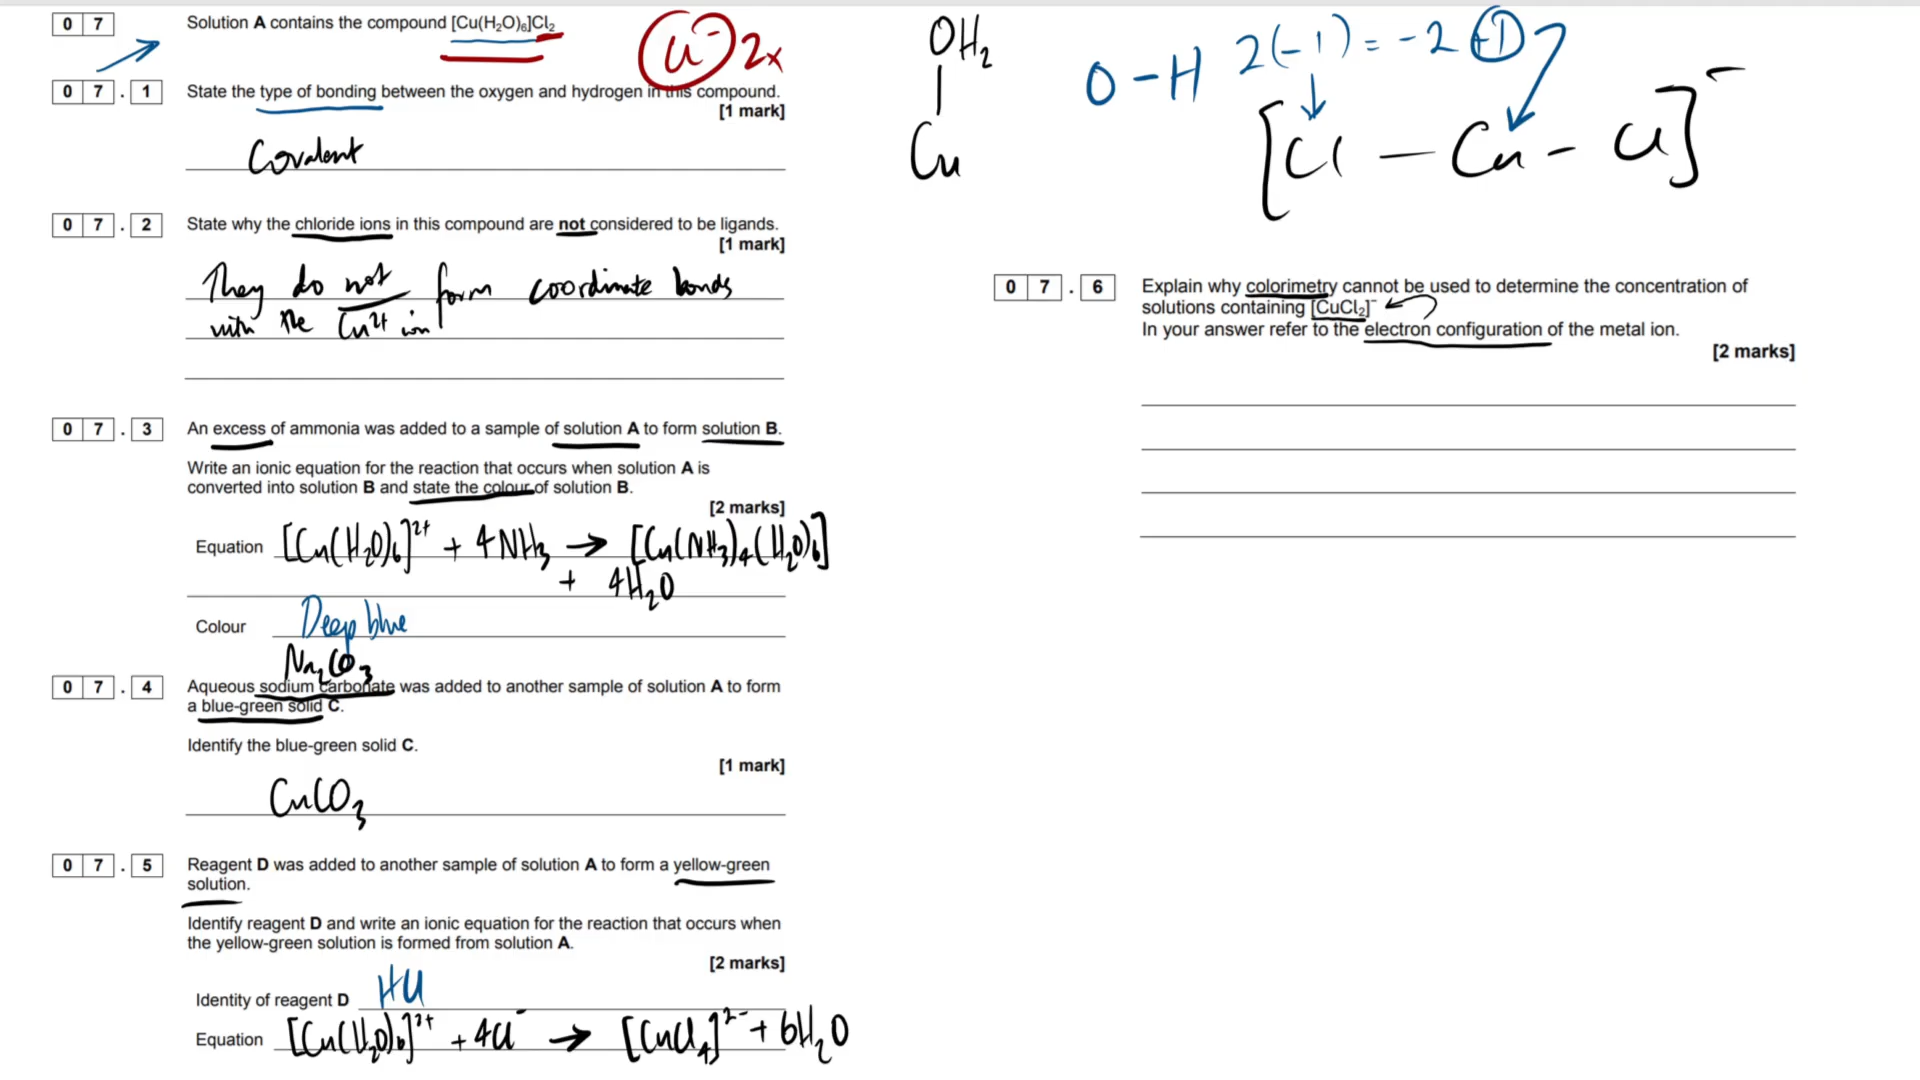 0 7 Solution A contains the compound [Cu(H₂O)₆]Cl₂
Cl⁻ 2x
0 7 . 1 State the type of bonding between the oxygen and hydrogen in this compound.
[1 mark]
Covalent
0 7 . 2 State why the chloride ions in this compound are not considered to be ligands.
[1 mark]
They do not form coordinate bonds
with the Cu²⁺ ion
0 7 . 3 An excess of ammonia was added to a sample of solution A to form solution B.
Write an ionic equation for the reaction that occurs when solution A is
converted into solution B and state the colour of solution B.
[2 marks]
Equation [Cu(H₂O)₆]²⁺ + 4NH₃ → [Cu(NH₃)₄(H₂O)₆]
+ 4H₂O
Colour Deep blue
Na₂CO₃
0 7 . 4 Aqueous sodium carbonate was added to another sample of solution A to form
a blue-green solid C.
Identify the blue-green solid C.
[1 mark]
CuCO₃
0 7 . 5 Reagent D was added to another sample of solution A to form a yellow-green
solution.
Identify reagent D and write an ionic equation for the reaction that occurs when
the yellow-green solution is formed from solution A.
[2 marks]
Identity of reagent D HCl
Equation [Cu(H₂O)₆]²⁺ + 4Cl⁻ → [CuCl₄]²⁻ + 6H₂O
OH₂
Cu
O-H 2(-1) = -2 +1
[Cl - Cu - Cl]⁻
0 7 . 6 Explain why colorimetry cannot be used to determine the concentration of
solutions containing [CuCl₂]⁻
In your answer refer to the electron configuration of the metal ion.
[2 marks]